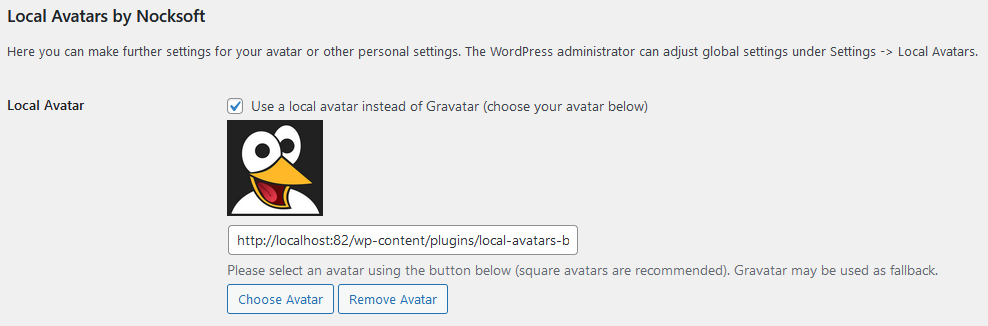 Local Avatars by Nocksoft
Here you can make further settings for your avatar or other personal settings. The WordPress administrator can adjust global settings under Settings -> Local Avatars.
Local Avatar
Use a local avatar instead of Gravatar (choose your avatar below)
http://localhost:82/wp-content/plugins/local-avatars-b
Please select an avatar using the button below (square avatars are recommended). Gravatar may be used as fallback.
Choose Avatar Remove Avatar